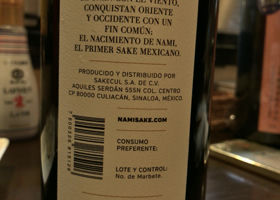 EN EL VIENTO,
CONQUISTAN ORIENTE
Y OCCIDENTE CON UN
FIN COMÚN;
EL NACIMIENTO DE NAMI,
EL PRIMER SAKE MEXICANO.
PRODUCIDO Y DISTRIBUIDO POR
SAKECUL S.A. DE C.V.
AQUILES SERDÁN 555N COL. CENTRO
CP 80000 CULIACÁN, SINALOA, MÉXICO.
NAMISAKE.COM
CONSUMO
PREFERENTE:
LOTE Y CONTROL:
No. de Marbete.